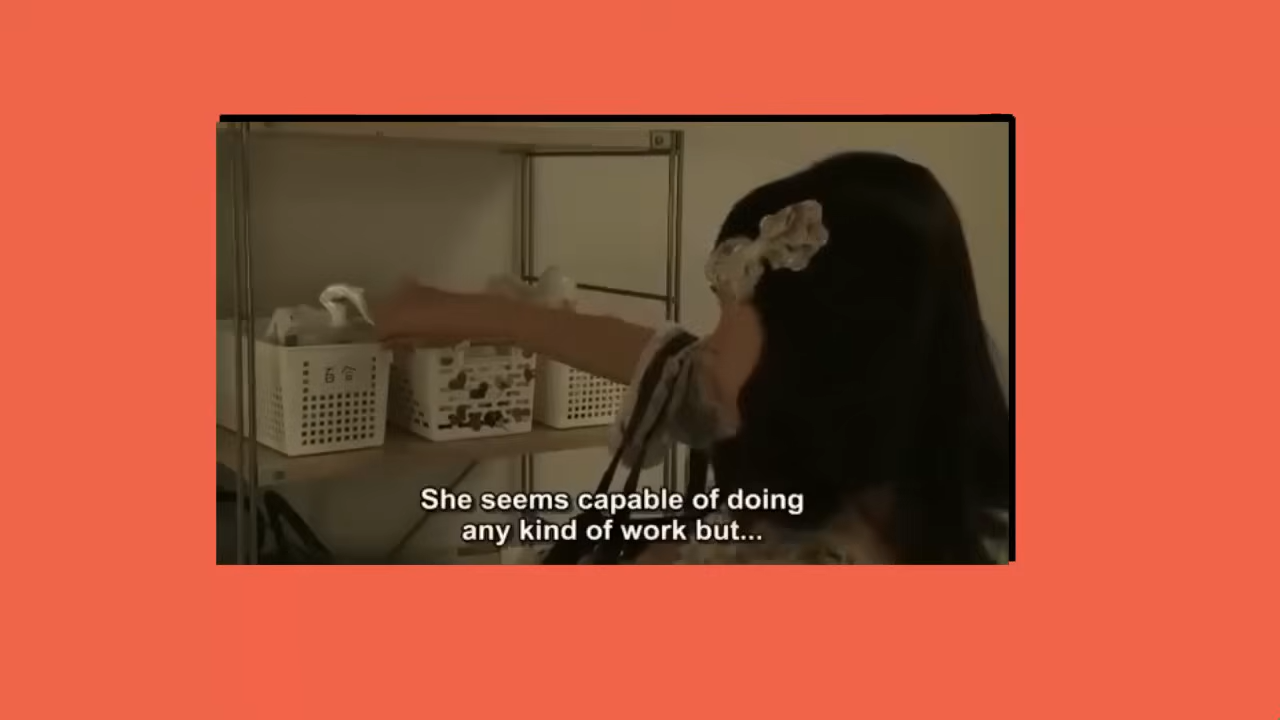 百合
She seems capable of doing
any kind of work but...